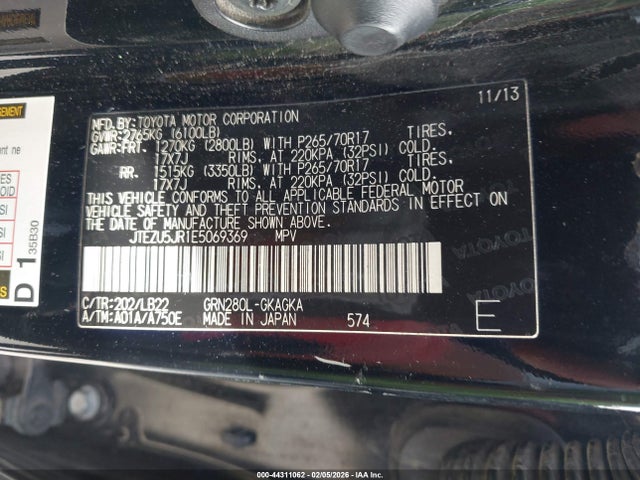 11/13
MFD.BY:TOYOTA MOTOR CORPORATION
GVWR:2765KG (6100LB)
GAWR:FRT. 1270KG (2800LB) WITH P265/70R17 TIRES,
17X7J RIMS, AT 220KPA (32PSI) COLD.
RR. 1515KG (3350LB) WITH P265/70R17 TIRES,
17X7J RIMS, AT 220KPA (32PSI) COLD.
THIS VEHICLE CONFORMS TO ALL APPLICABLE FEDERAL MOTOR
VEHICLE SAFETY AND THEFT PREVENTION STANDARDS IN EFFECT ON
THE DATE OF MANUFACTURE SHOWN ABOVE.
JTEZU5JR1E5069369 MPV
C/TR:202/LB22 GRN280L-GKAGKA
A/TM:A01A/A750E MADE IN JAPAN 574
E
D 1
35B30
000-44311062 - 02/05/2026 - IAA Inc.